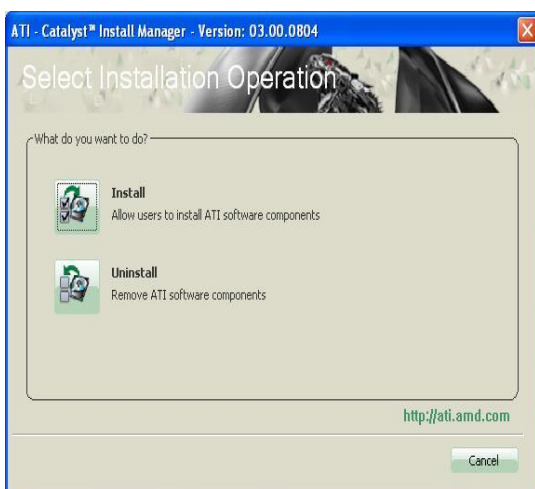 ATI - Catalyst™ Install Manager - Version: 03.00.0804
Select Installation Operation
What do you want to do?
Install
Allow users to install ATI software components
Uninstall
Remove ATI software components
http://ati.amd.com
Cancel